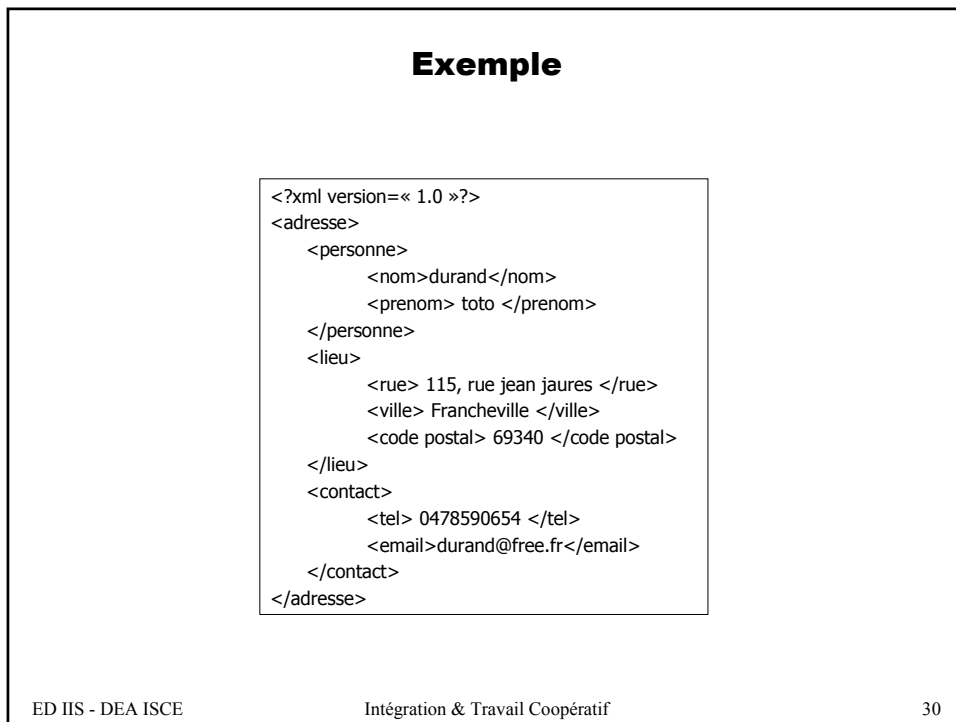 Exemple
<?xml version=« 1.0 »?>
<adresse>
<personne>
<nom>durand</nom>
<prenom> toto </prenom>
</personne>
<lieu>
<rue> 115, rue jean jaures </rue>
<ville> Francheville </ville>
<code postal> 69340 </code postal>
</lieu>
<contact>
<tel> 0478590654 </tel>
<email>durand@free.fr</email>
</contact>
</adresse>
ED IIS - DEA ISCE Intégration & Travail Coopératif 30